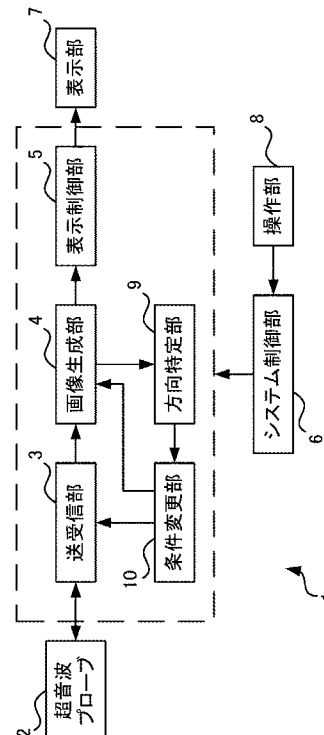 2
超音波
プローブ
3
送受信部
4
画像生成部
5
表示制御部
7
表示部
10
条件変更部
9
方向特定部
6
システム制御部
8
操作部
1